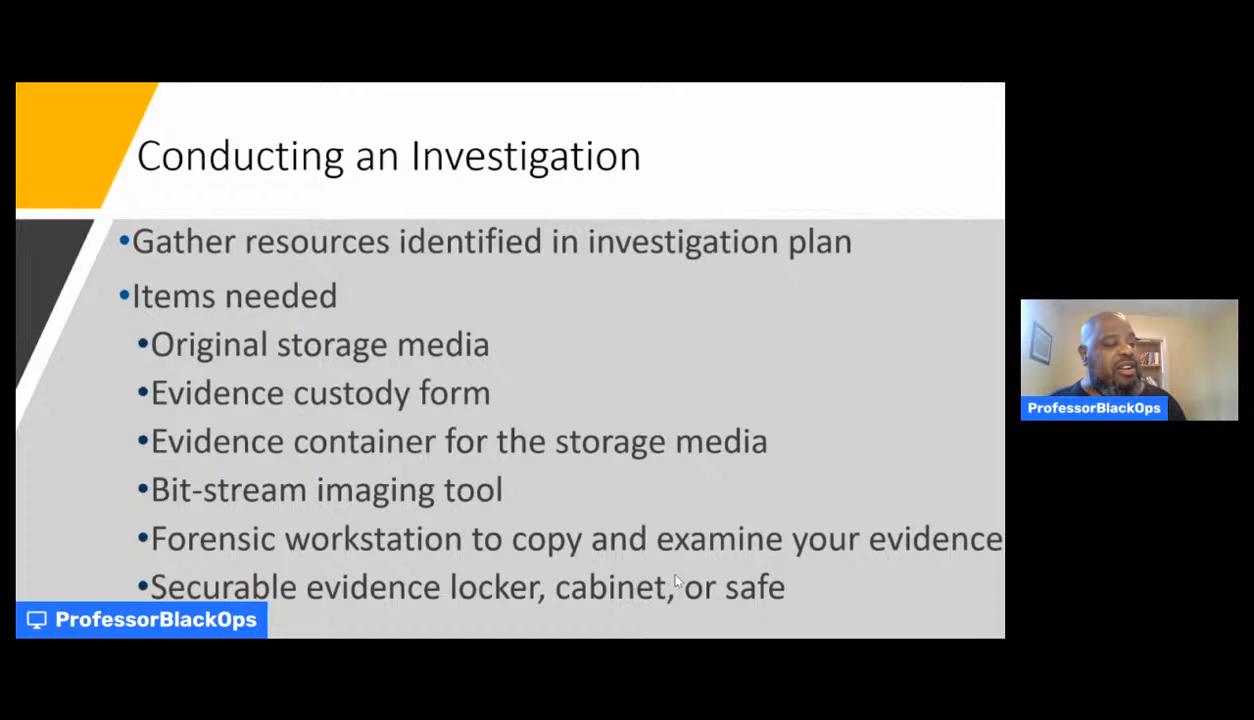 Conducting an Investigation
•Gather resources identified in investigation plan
•Items needed
•Original storage media
•Evidence custody form
•Evidence container for the storage media
•Bit-stream imaging tool
•Forensic workstation to copy and examine your evidence
•Securable evidence locker, cabinet, or safe
ProfessorBlackOps
ProfessorBlackOps